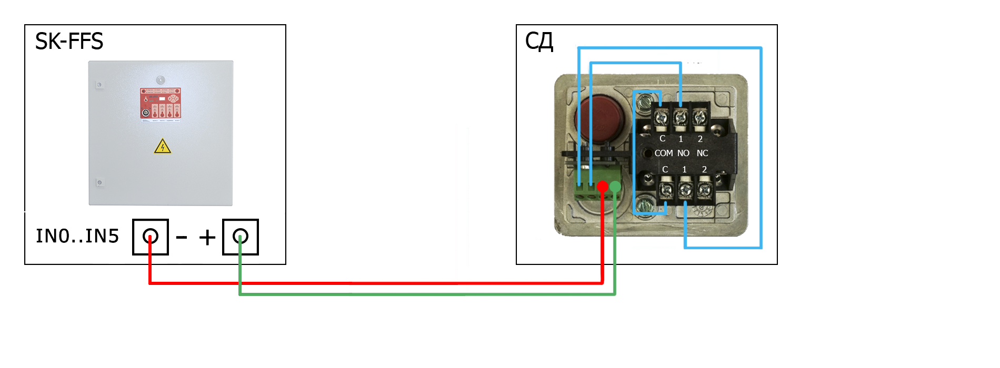 SK-FFS
IN0..IN5 - +
СД
C 1 2
COM NO NC
C 1 2